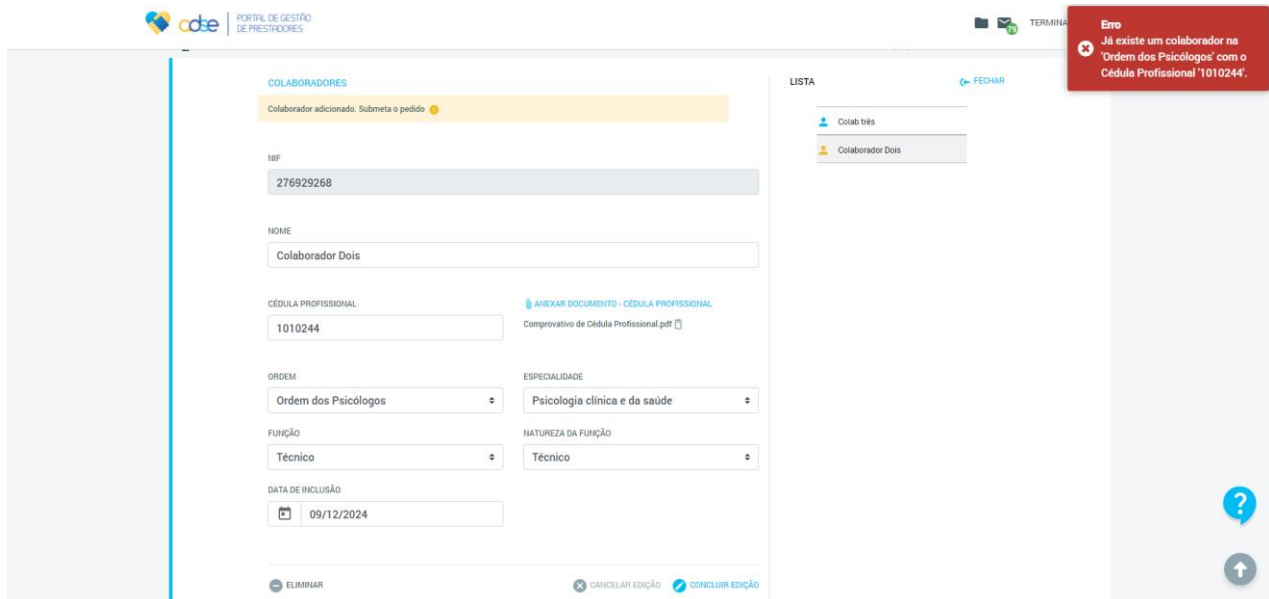 adse
PORTAL DE GESTÃO
DE PRESTADORES
79
TERMINA
Erro
Já existe um colaborador na
'Ordem dos Psicólogos' com o
Cédula Profissional '1010244'.
COLABORADORES
Colaborador adicionado. Submeta o pedido
NIF
276929268
NOME
Colaborador Dois
CÉDULA PROFISSIONAL
1010244
ANEXAR DOCUMENTO - CÉDULA PROFISSIONAL
Comprovativo de Cédula Profissional.pdf
ORDEM
Ordem dos Psicólogos
ESPECIALIDADE
Psicologia clínica e da saúde
FUNÇÃO
Técnico
NATUREZA DA FUNÇÃO
Técnico
DATA DE INCLUSÃO
09/12/2024
ELIMINAR
CANCELAR EDIÇÃO
CONCLUIR EDIÇÃO
LISTA
FECHAR
Colab três
Colaborador Dois
?